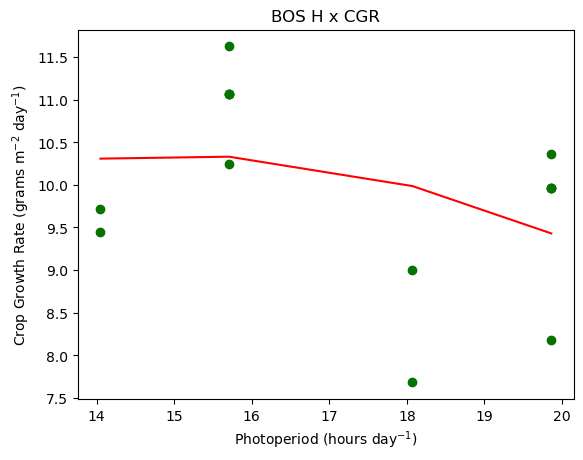 BOS H x CGR
11.5
11.0
10.5
10.0
9.5
9.0
8.5
8.0
7.5
Crop Growth Rate (grams m⁻² day⁻¹)
14 15 16 17 18 19 20
Photoperiod (hours day⁻¹)